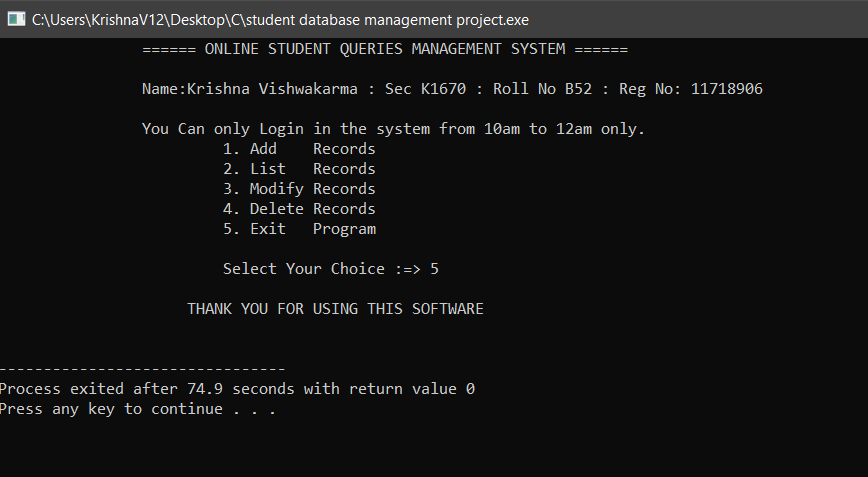 C:\Users\KrishnaV12\Desktop\C\student database management project.exe
====== ONLINE STUDENT QUERIES MANAGEMENT SYSTEM ======
Name:Krishna Vishwakarma : Sec K1670 : Roll No B52 : Reg No: 11718906
You Can only Login in the system from 10am to 12am only.
1. Add    Records
2. List   Records
3. Modify Records
4. Delete Records
5. Exit   Program
Select Your Choice :=> 5
THANK YOU FOR USING THIS SOFTWARE
--------------------------------
Process exited after 74.9 seconds with return value 0
Press any key to continue . . .